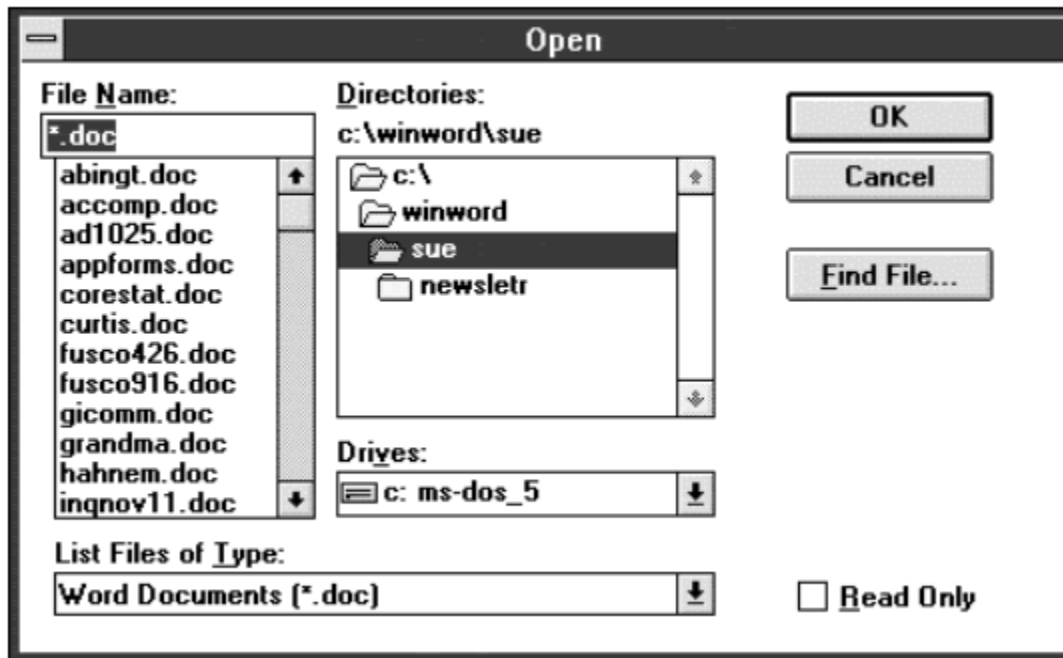 Open
File Name:
*.doc
abingt.doc
accomp.doc
ad1025.doc
appforms.doc
corestat.doc
curtis.doc
fusco426.doc
fusco916.doc
gicomm.doc
grandma.doc
hahnem.doc
inqnov11.doc
Directories:
c:\winword\sue
c:\
winword
sue
newsletr
Drives:
c: ms-dos_5
List Files of Type:
Word Documents (*.doc)
OK
Cancel
Find File...
Read Only